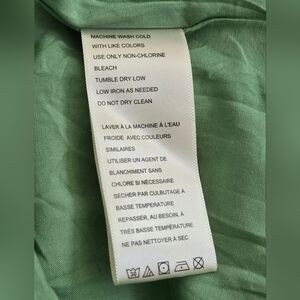 MACHINE WASH COLD
WITH LIKE COLORS
USE ONLY NON-CHLORINE
BLEACH
TUMBLE DRY LOW
LOW IRON AS NEEDED
DO NOT DRY CLEAN
LAVER À LA MACHINE À L'EAU
FROIDE AVEC COULEURS
SIMILAIRES
UTILISER UN AGENT DE
BLANCHIMENT SANS
CHLORE SI NÉCESSAIRE
SECHER PAR CULBUTAGE À
BASSE TEMPÉRATURE
REPASSER, AU BESOIN, À
TRÈS BASSE TEMPÉRATURE
NE PAS NETTOYER À SEC